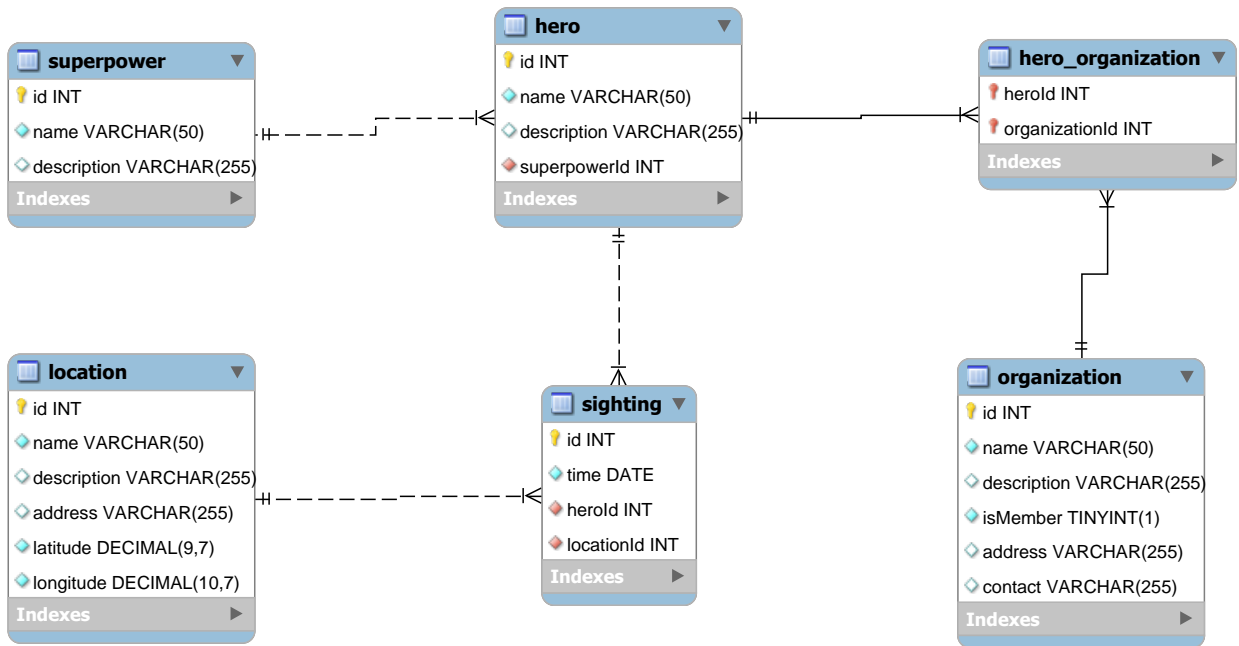 superpower
id INT
name VARCHAR(50)
description VARCHAR(255)
Indexes
hero
id INT
name VARCHAR(50)
description VARCHAR(255)
superpowerId INT
Indexes
hero_organization
heroId INT
organizationId INT
Indexes
location
id INT
name VARCHAR(50)
description VARCHAR(255)
address VARCHAR(255)
latitude DECIMAL(9,7)
longitude DECIMAL(10,7)
Indexes
sighting
id INT
time DATE
heroId INT
locationId INT
Indexes
organization
id INT
name VARCHAR(50)
description VARCHAR(255)
isMember TINYINT(1)
address VARCHAR(255)
contact VARCHAR(255)
Indexes